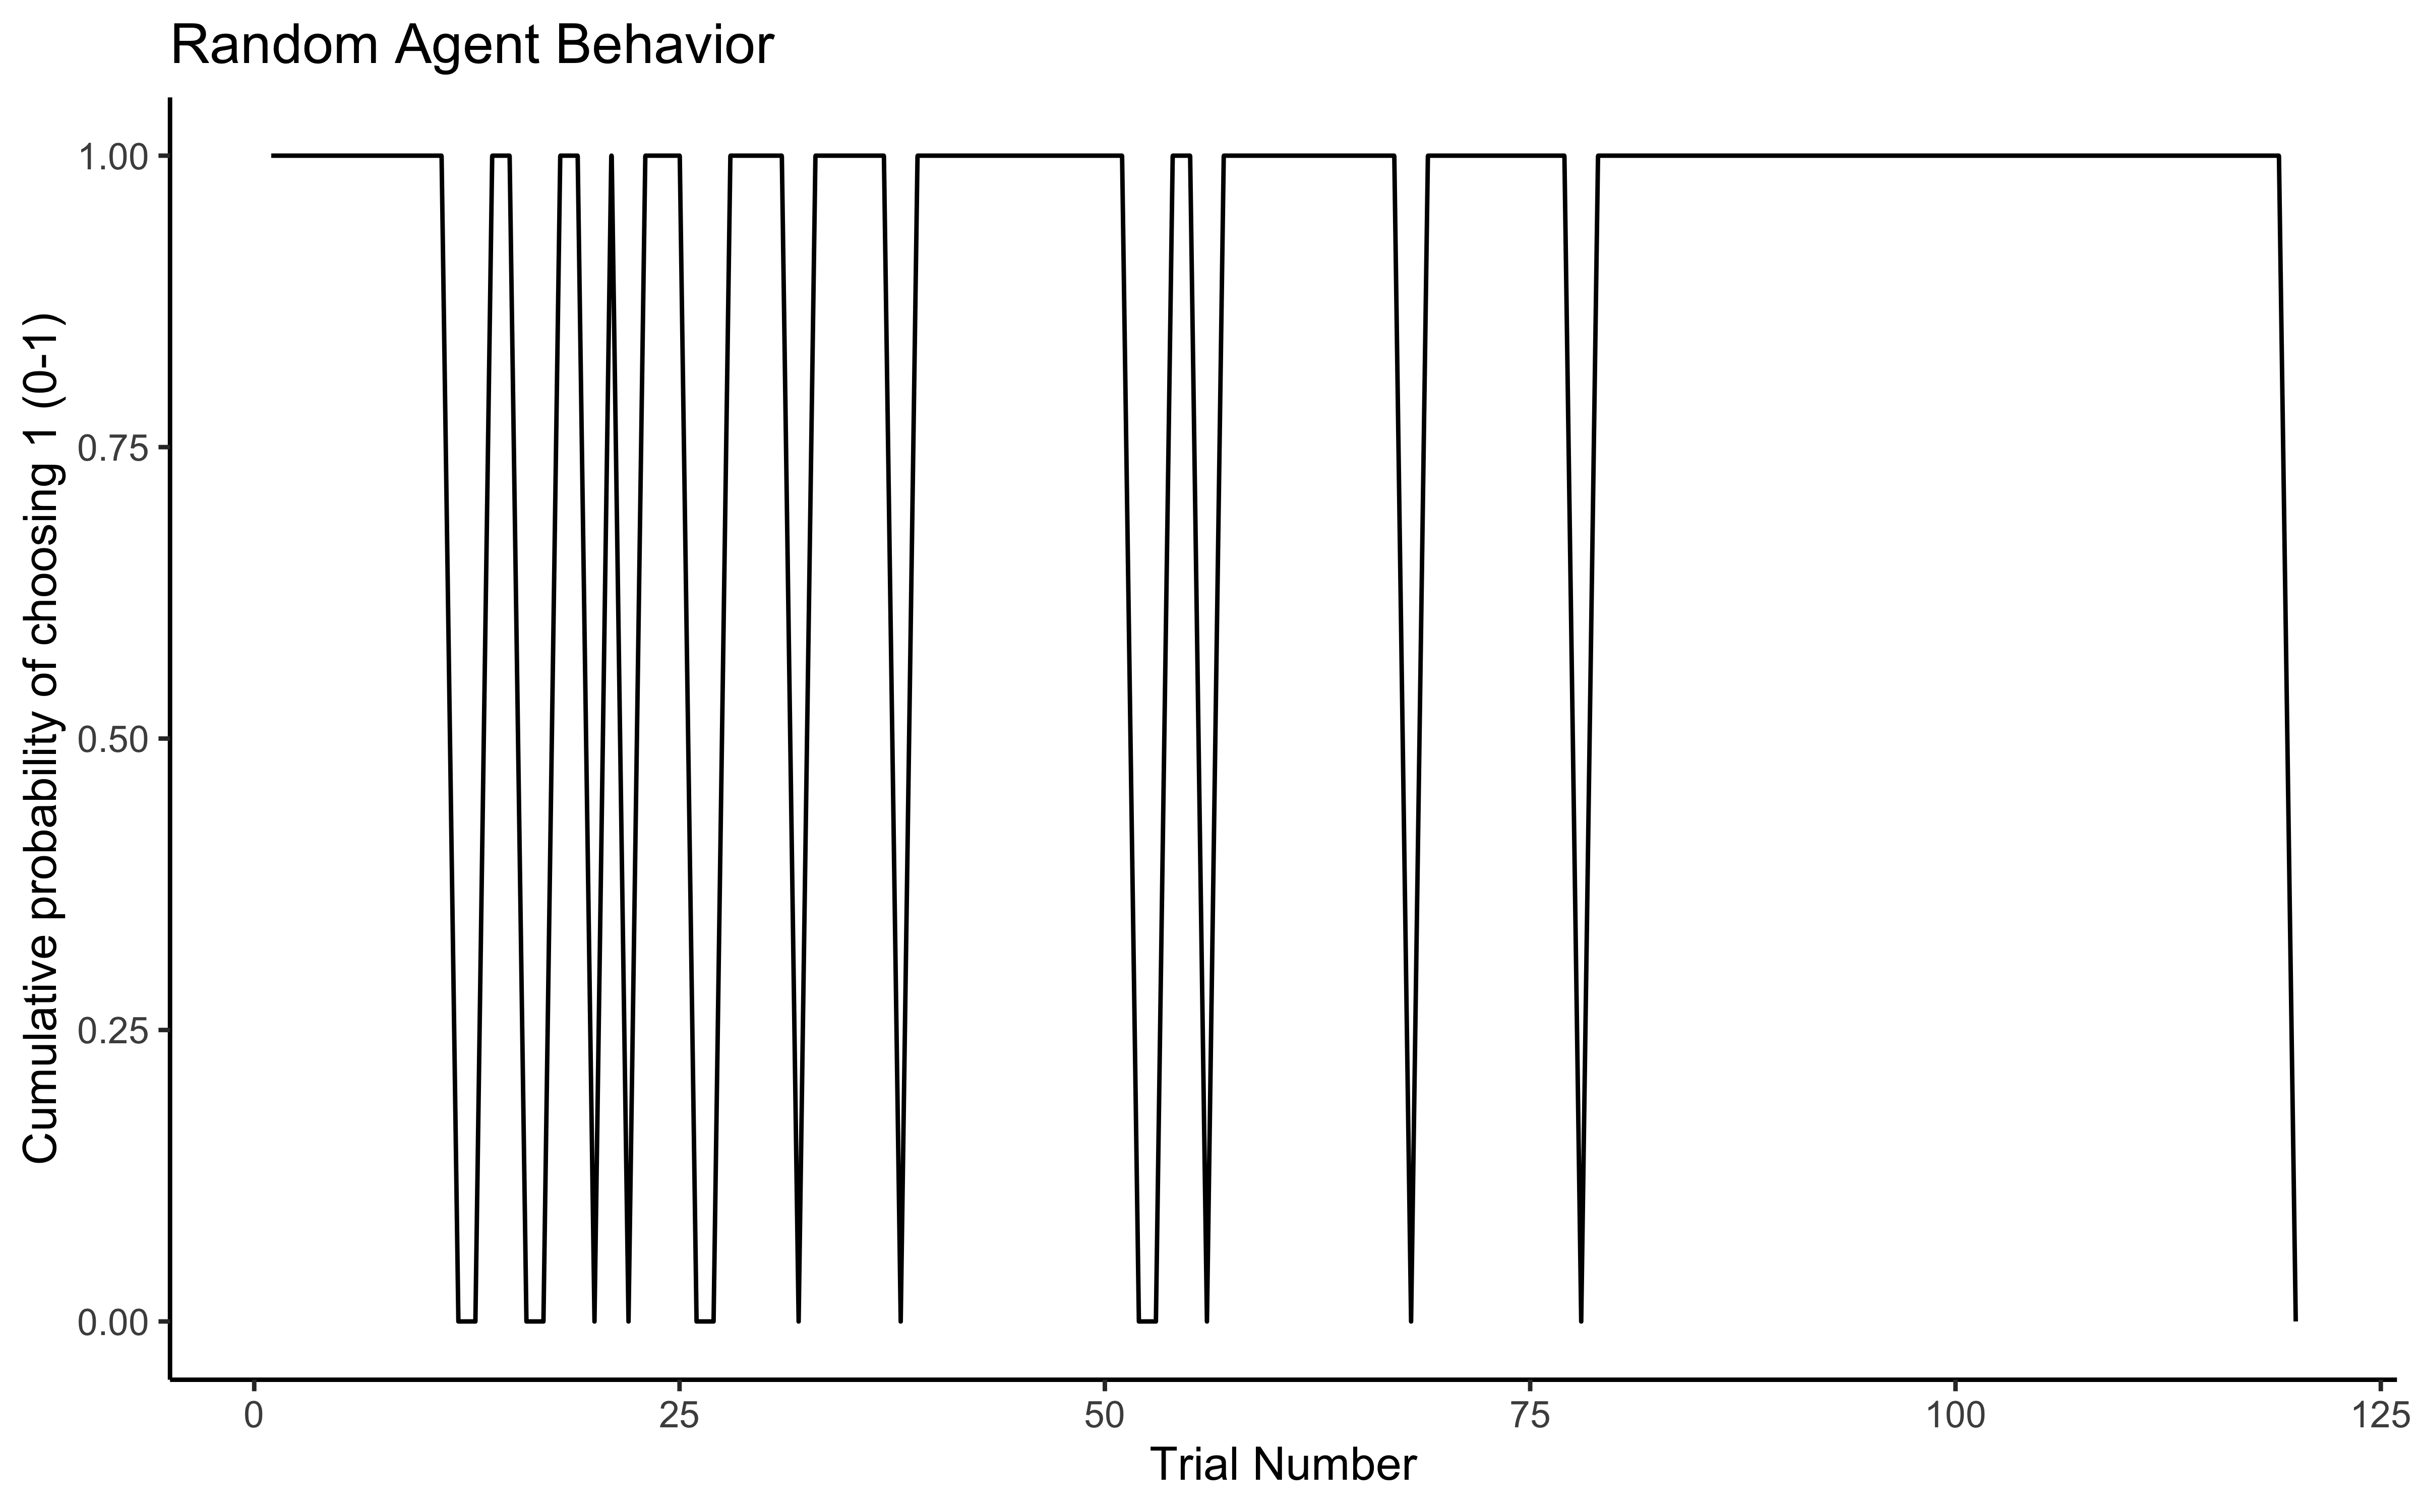 Random Agent Behavior
Cumulative probability of choosing 1 (0-1)
1.00
0.75
0.50
0.25
0.00
0 25 50 75 100 125
Trial Number